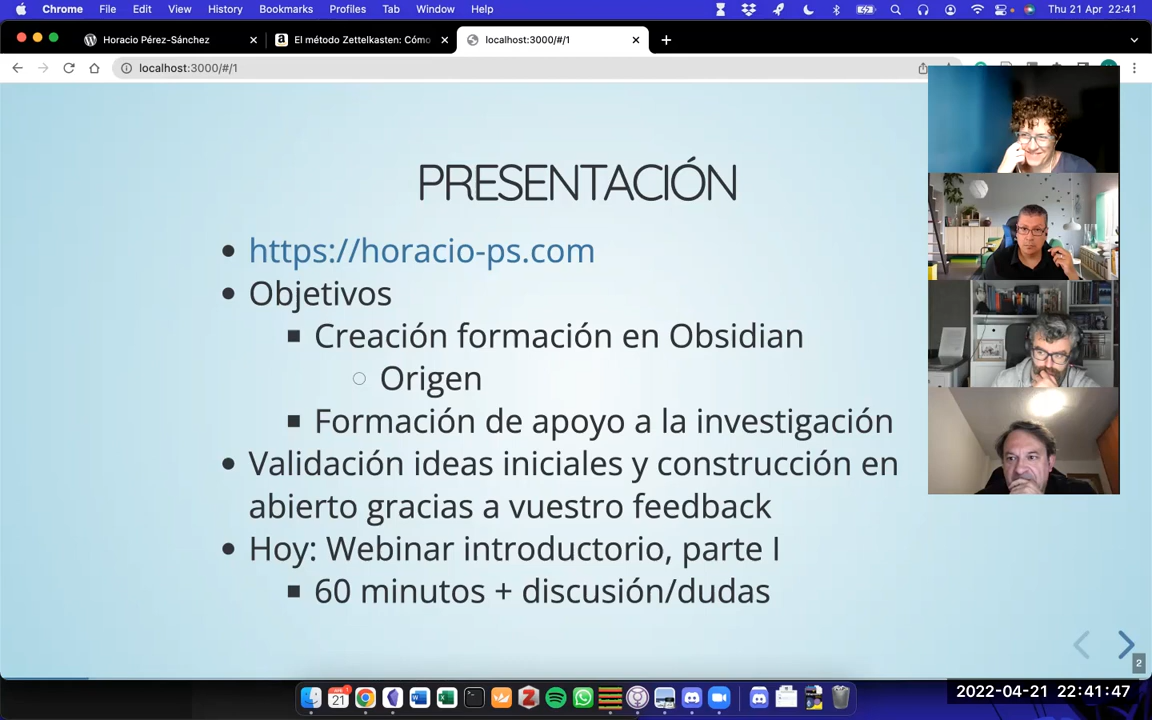 Chrome File Edit View History Bookmarks Profiles Tab Window Help
Thu 21 Apr 22:41
Horacio Pérez-Sánchez
El método Zettelkasten: Cómo
localhost:3000/#/1
localhost:3000/#/1
PRESENTACIÓN
https://horacio-ps.com
Objetivos
Creación formación en Obsidian
Origen
Formación de apoyo a la investigación
Validación ideas iniciales y construcción en
abierto gracias a vuestro feedback
Hoy: Webinar introductorio, parte I
60 minutos + discusión/dudas
2
21
2022-04-21 22:41:47